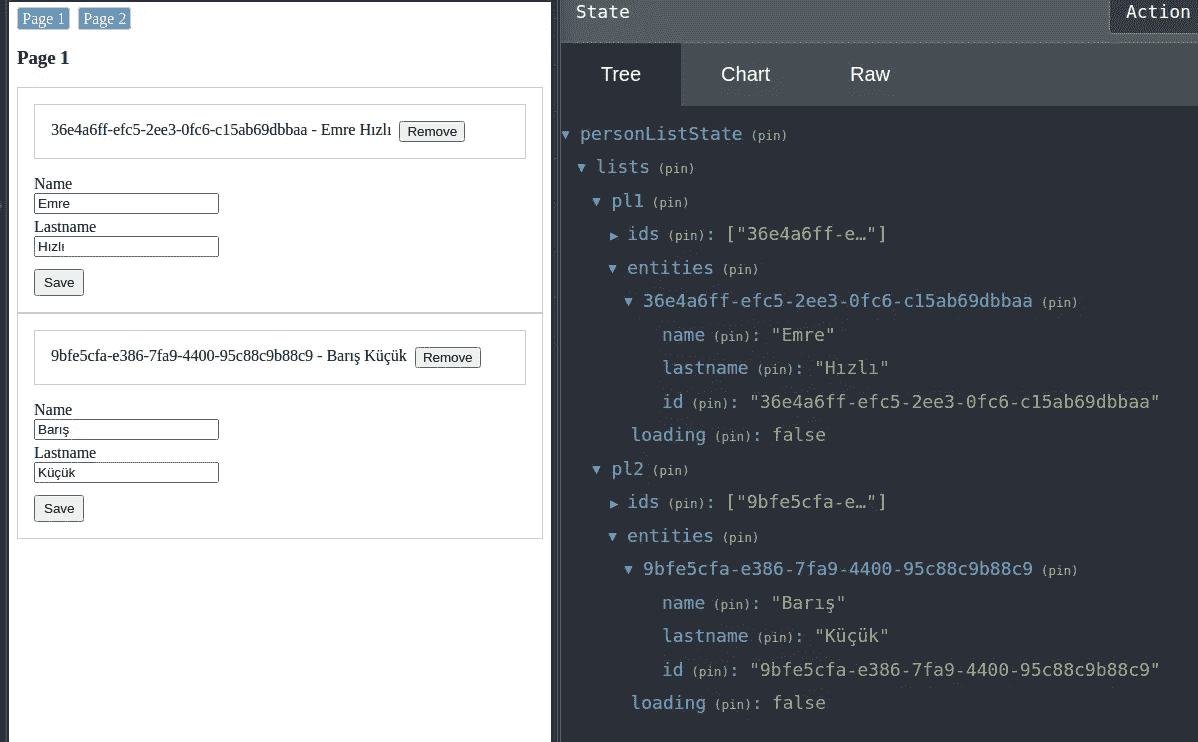 Page 1 Page 2
Page 1
36e4a6ff-efc5-2ee3-0fc6-c15ab69dbbaa - Emre Hızlı Remove
Name
Emre
Lastname
Hızlı
Save
9bfe5cfa-e386-7fa9-4400-95c88c9b88c9 - Barış Küçük Remove
Name
Barış
Lastname
Küçük
Save
State Action
Tree Chart Raw
▼ personListState (pin)
▼ lists (pin)
▼ pl1 (pin)
▶ ids (pin): ["36e4a6ff-e…"]
▼ entities (pin)
▼ 36e4a6ff-efc5-2ee3-0fc6-c15ab69dbbaa (pin)
name (pin): "Emre"
lastname (pin): "Hızlı"
id (pin): "36e4a6ff-efc5-2ee3-0fc6-c15ab69dbbaa"
loading (pin): false
▼ pl2 (pin)
▶ ids (pin): ["9bfe5cfa-e…"]
▼ entities (pin)
▼ 9bfe5cfa-e386-7fa9-4400-95c88c9b88c9 (pin)
name (pin): "Barış"
lastname (pin): "Küçük"
id (pin): "9bfe5cfa-e386-7fa9-4400-95c88c9b88c9"
loading (pin): false